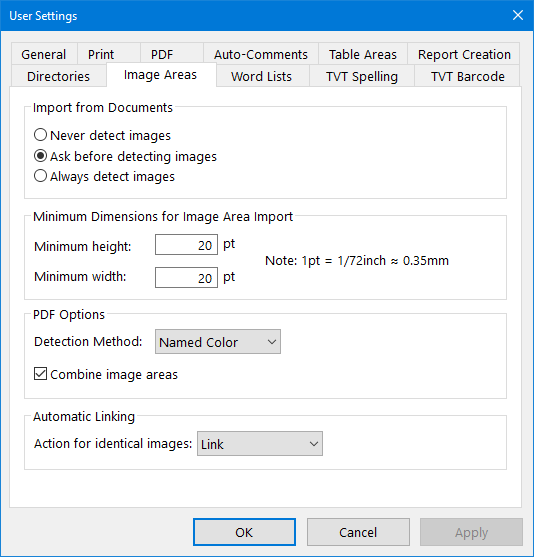 User Settings
General Print PDF Auto-Comments Table Areas Report Creation
Directories Image Areas Word Lists TVT Spelling TVT Barcode
Import from Documents
Never detect images
Ask before detecting images
Always detect images
Minimum Dimensions for Image Area Import
Minimum height: 20 pt
Note: 1pt = 1/72inch ≈ 0.35mm
Minimum width: 20 pt
PDF Options
Detection Method: Named Color
Combine image areas
Automatic Linking
Action for identical images: Link
OK Cancel Apply